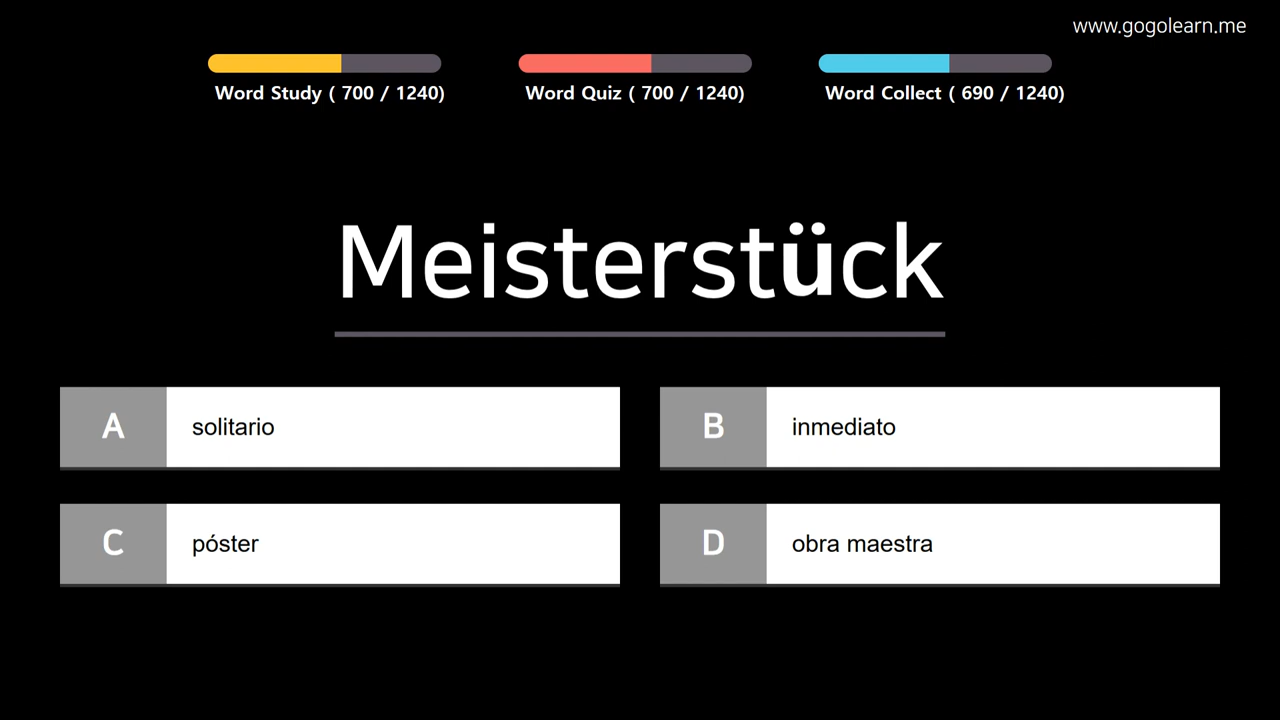 www.gogolearn.me
Word Study ( 700 / 1240)
Word Quiz ( 700 / 1240)
Word Collect ( 690 / 1240)
Meisterstück
A
solitario
B
inmediato
C
póster
D
obra maestra